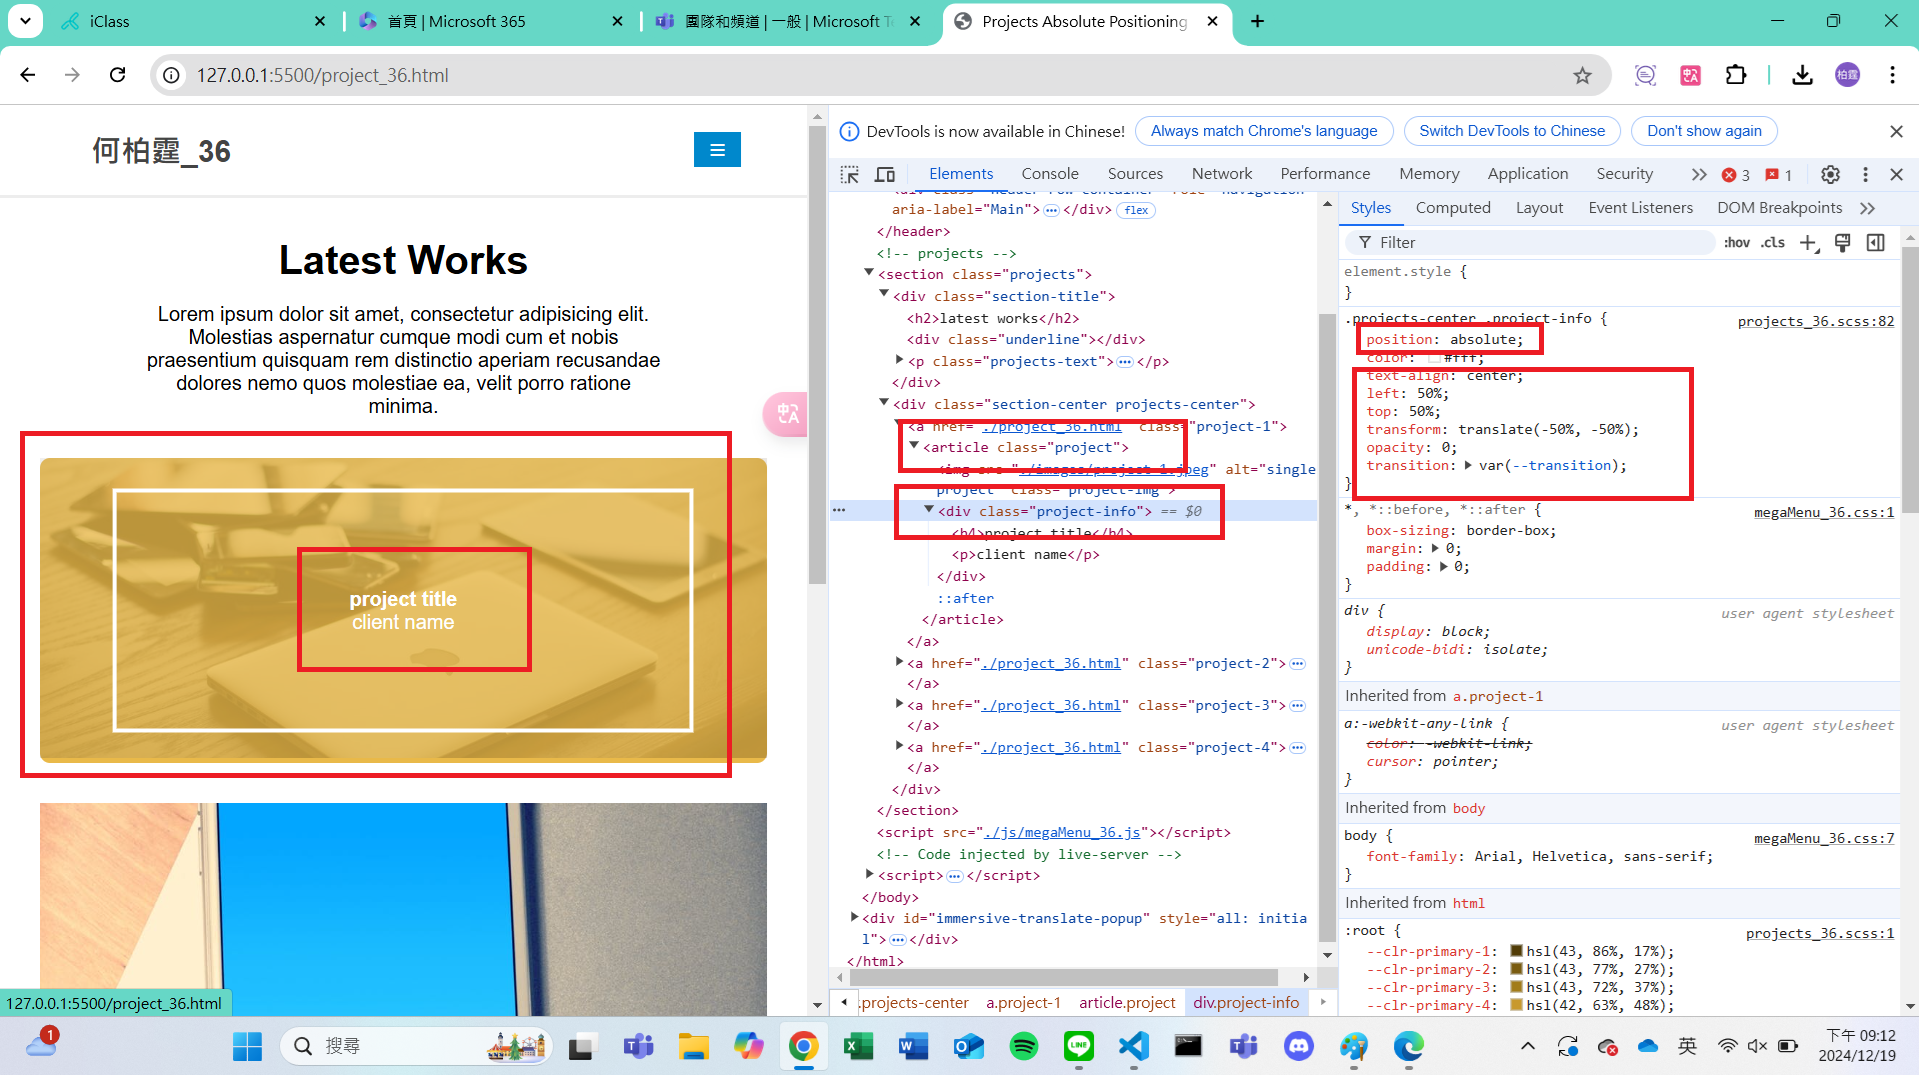 iClass
首頁 | Microsoft 365
團隊和頻道 | 一般 | Microsoft Te
Projects Absolute Positioning
127.0.0.1:5500/project_36.html
柏霆
何柏霆_36
Latest Works
Lorem ipsum dolor sit amet, consectetur adipisicing elit.
Molestias aspernatur cumque modi cum et nobis
praesentium quisquam rem distinctio aperiam recusandae
dolores nemo quos molestiae ea, velit porro ratione
minima.
project title
client name
127.0.0.1:5500/project_36.html
DevTools is now available in Chinese!
Always match Chrome's language
Switch DevTools to Chinese
Don't show again
Elements
Console
Sources
Network
Performance
Memory
Application
Security
3
1
<div class="header-row container" role="navigation"
aria-label="Main"> ⋯ </div> flex
</header>
<!-- projects -->
<section class="projects">
<div class="section-title">
<h2>latest works</h2>
<div class="underline"></div>
<p class="projects-text"> ⋯ </p>
</div>
<div class="section-center projects-center">
<a href="./project_36.html" class="project-1">
<article class="project">
<img src="./images/project-1.jpeg" alt="single
project" class="project-img">
<div class="project-info"> == $0
<h4>project title</h4>
<p>client name</p>
</div>
::after
</article>
</a>
<a href="./project_36.html" class="project-2"> ⋯
</a>
<a href="./project_36.html" class="project-3"> ⋯
</a>
<a href="./project_36.html" class="project-4"> ⋯
</a>
</div>
</section>
<script src="./js/megaMenu_36.js"></script>
<!-- Code injected by live-server -->
<script> ⋯ </script>
</body>
<div id="immersive-translate-popup" style="all: initia
l"> ⋯ </div>
</html>
.projects-center
a.project-1
article.project
div.project-info
Styles
Computed
Layout
Event Listeners
DOM Breakpoints
Filter
:hov
.cls
element.style {
}
.projects-center .project-info {
projects_36.scss:82
position: absolute;
color: #fff;
text-align: center;
left: 50%;
top: 50%;
transform: translate(-50%, -50%);
opacity: 0;
transition: var(--transition);
}
*, *::before, *::after {
megaMenu_36.css:1
box-sizing: border-box;
margin: 0;
padding: 0;
}
div {
user agent stylesheet
display: block;
unicode-bidi: isolate;
}
Inherited from a.project-1
a:-webkit-any-link {
user agent stylesheet
color: -webkit-link;
cursor: pointer;
}
Inherited from body
body {
megaMenu_36.css:7
font-family: Arial, Helvetica, sans-serif;
}
Inherited from html
:root {
projects_36.scss:1
--clr-primary-1: hsl(43, 86%, 17%);
--clr-primary-2: hsl(43, 77%, 27%);
--clr-primary-3: hsl(43, 72%, 37%);
--clr-primary-4: hsl(42, 63%, 48%);
1
搜尋
英
下午 09:12
2024/12/19